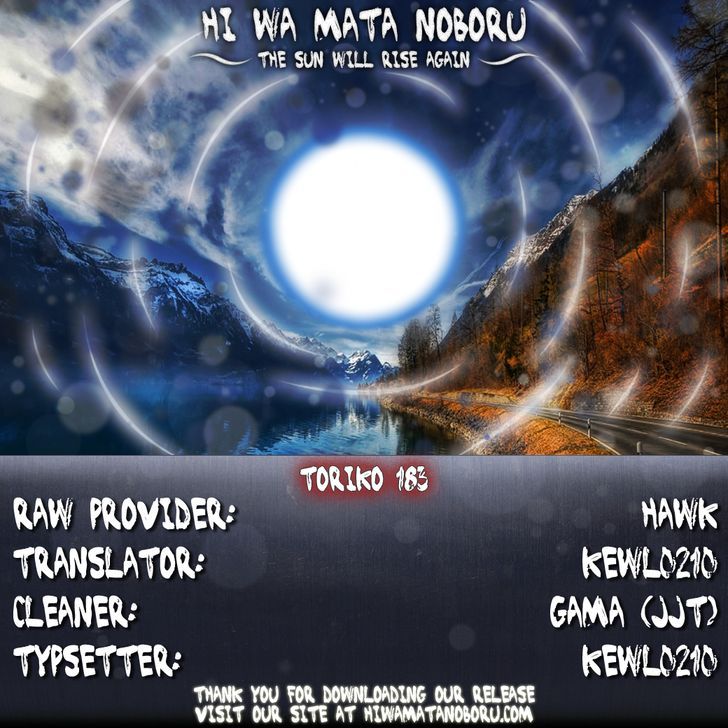 HI WA MATA NOBORU
THE SUN WILL RISE AGAIN
TORIKO 183
RAW PROVIDER: HAWK
TRANSLATOR: KEWL0210
CLEANER: GAMA (JJT)
TYPSETTER: KEWL0210
THANK YOU FOR DOWNLOADING OUR RELEASE
VISIT OUR SITE AT HIWAMATANOBORU.COM